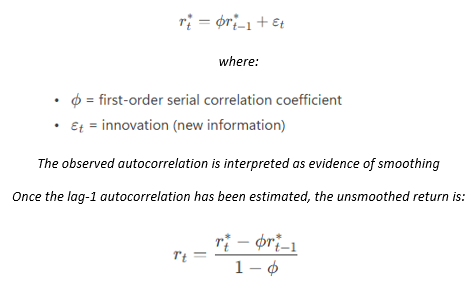 r*_t = ϕr*_{t−1} + ε_t
where:
• ϕ = first-order serial correlation coefficient
• ε_t = innovation (new information)
The observed autocorrelation is interpreted as evidence of smoothing
Once the lag-1 autocorrelation has been estimated, the unsmoothed return is:
r_t = (r*_t − ϕr*_{t−1}) / (1 − ϕ)